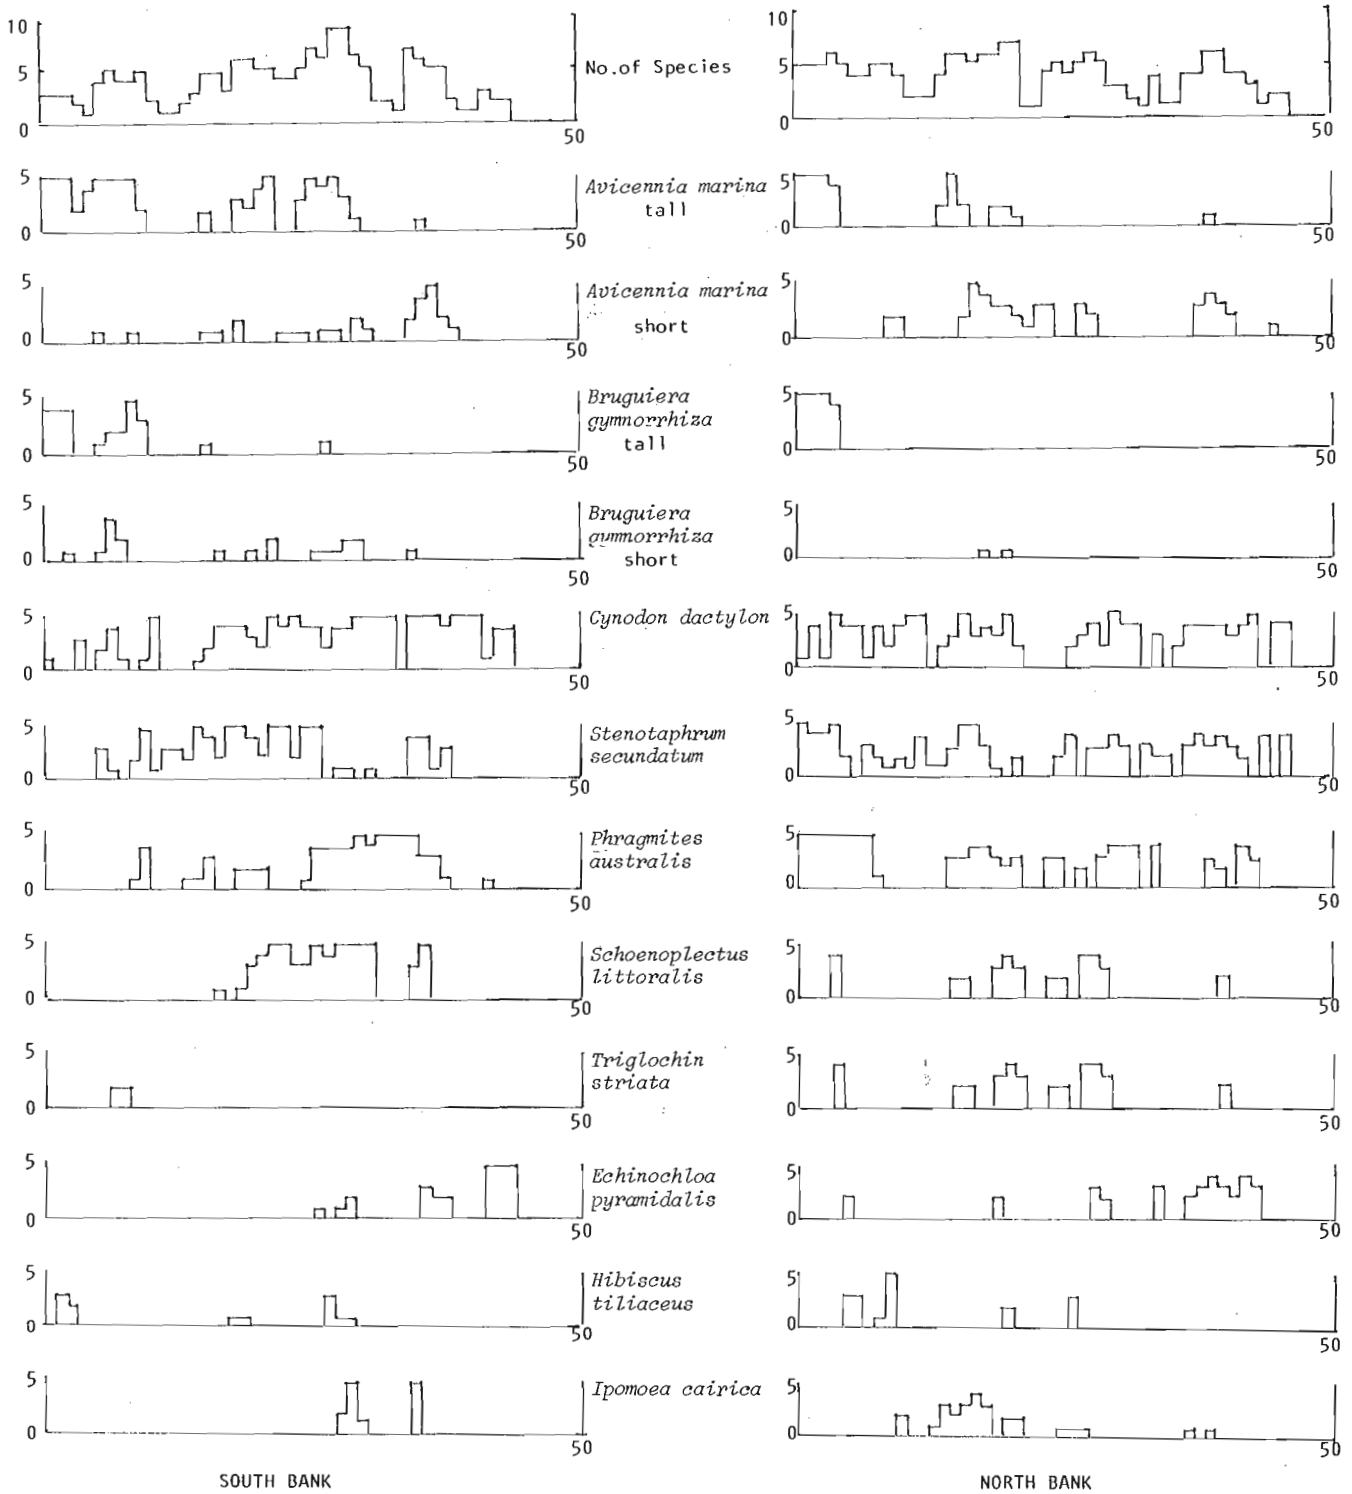 10 10
5 No.of Species 5
0 50 0 50
5 Avicennia marina 5
tall
0 50 0 50
5 Avicennia marina 5
short
0 50 0 50
5 Bruguiera 5
gymnorrhiza
tall
0 50 0 50
5 Bruguiera 5
gymnorrhiza
short
0 50 0 50
5 Cynodon dactylon 5
0 50 0 50
5 Stenotaphrum 5
secundatum
0 50 0 50
5 Phragmites 5
australis
0 50 0 50
5 Schoenoplectus 5
littoralis
0 50 0 50
5 Triglochin 5
striata
0 50 0 50
5 Echinochloa 5
pyramidalis
0 50 0 50
5 Hibiscus 5
tiliaceus
0 50 0 50
5 Ipomoea cairica 5
0 50 0 50
SOUTH BANK NORTH BANK